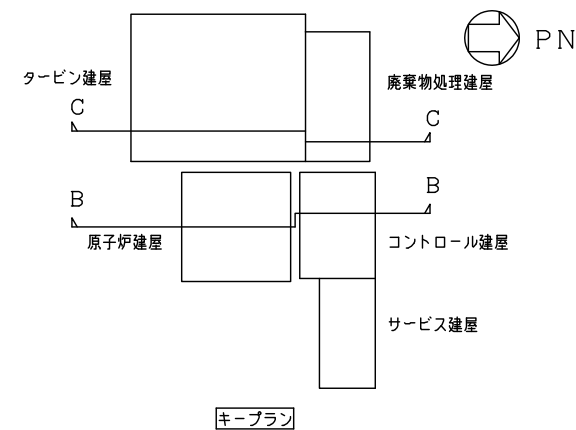 PN
タービン建屋
廃棄物処理建屋
C
C
B
B
原子炉建屋
コントロール建屋
サービス建屋
キープラン